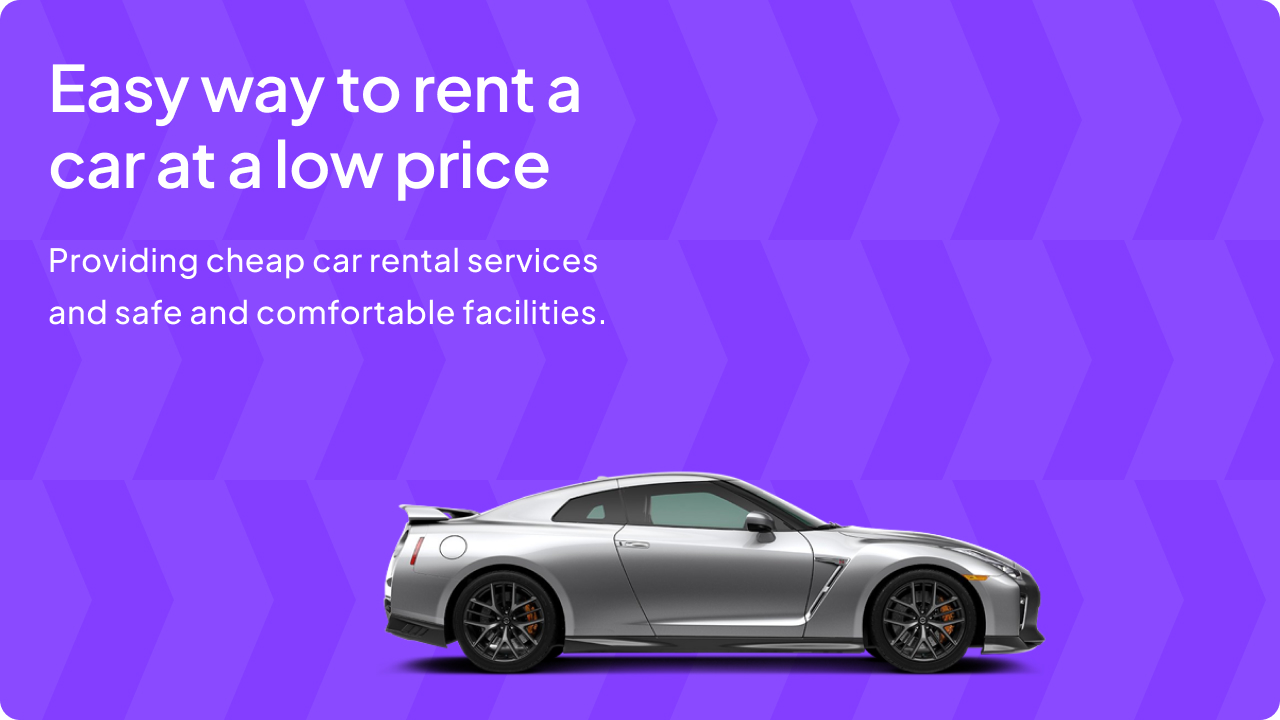 Easy way to rent a
car at a low price
Providing cheap car rental services
and safe and comfortable facilities.